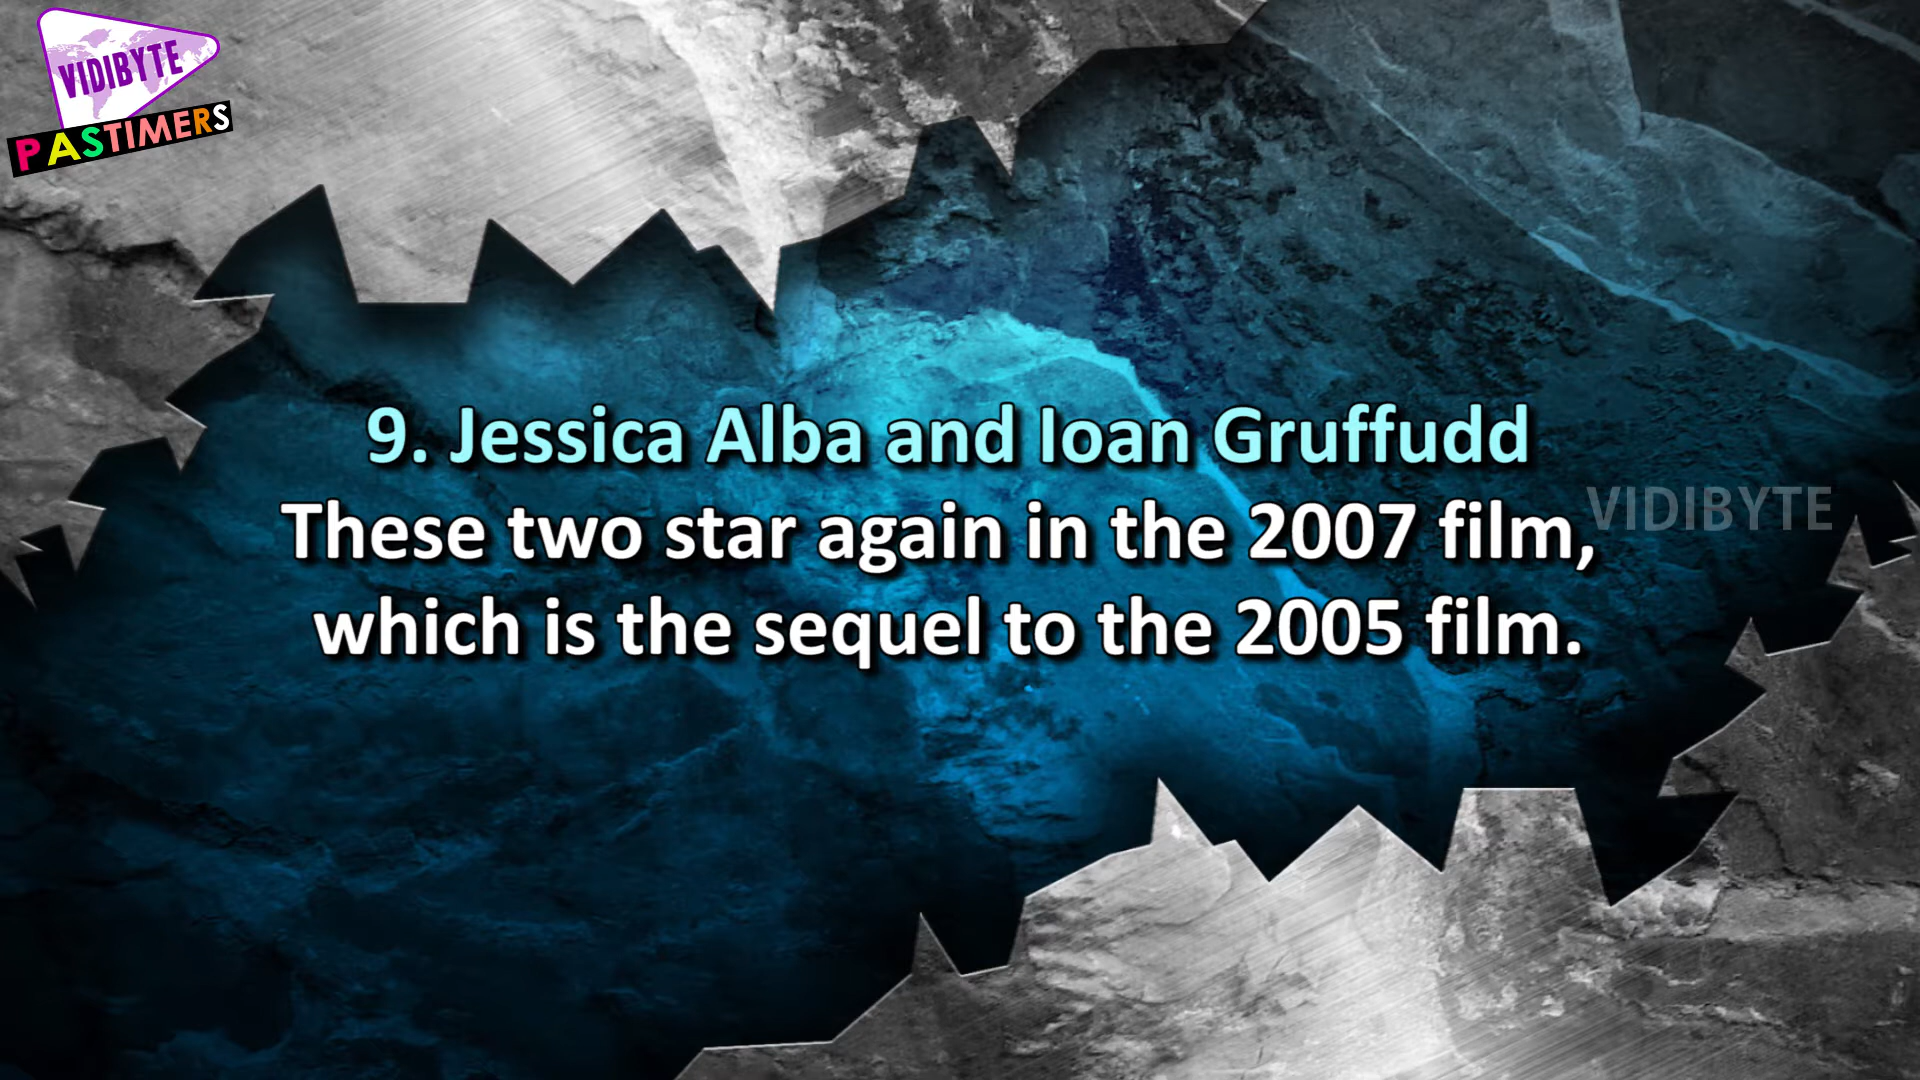 VIDIBYTE
PASTIMERS
9. Jessica Alba and Ioan Gruffudd
These two star again in the 2007 film,
VIDIBYTE
which is the sequel to the 2005 film.